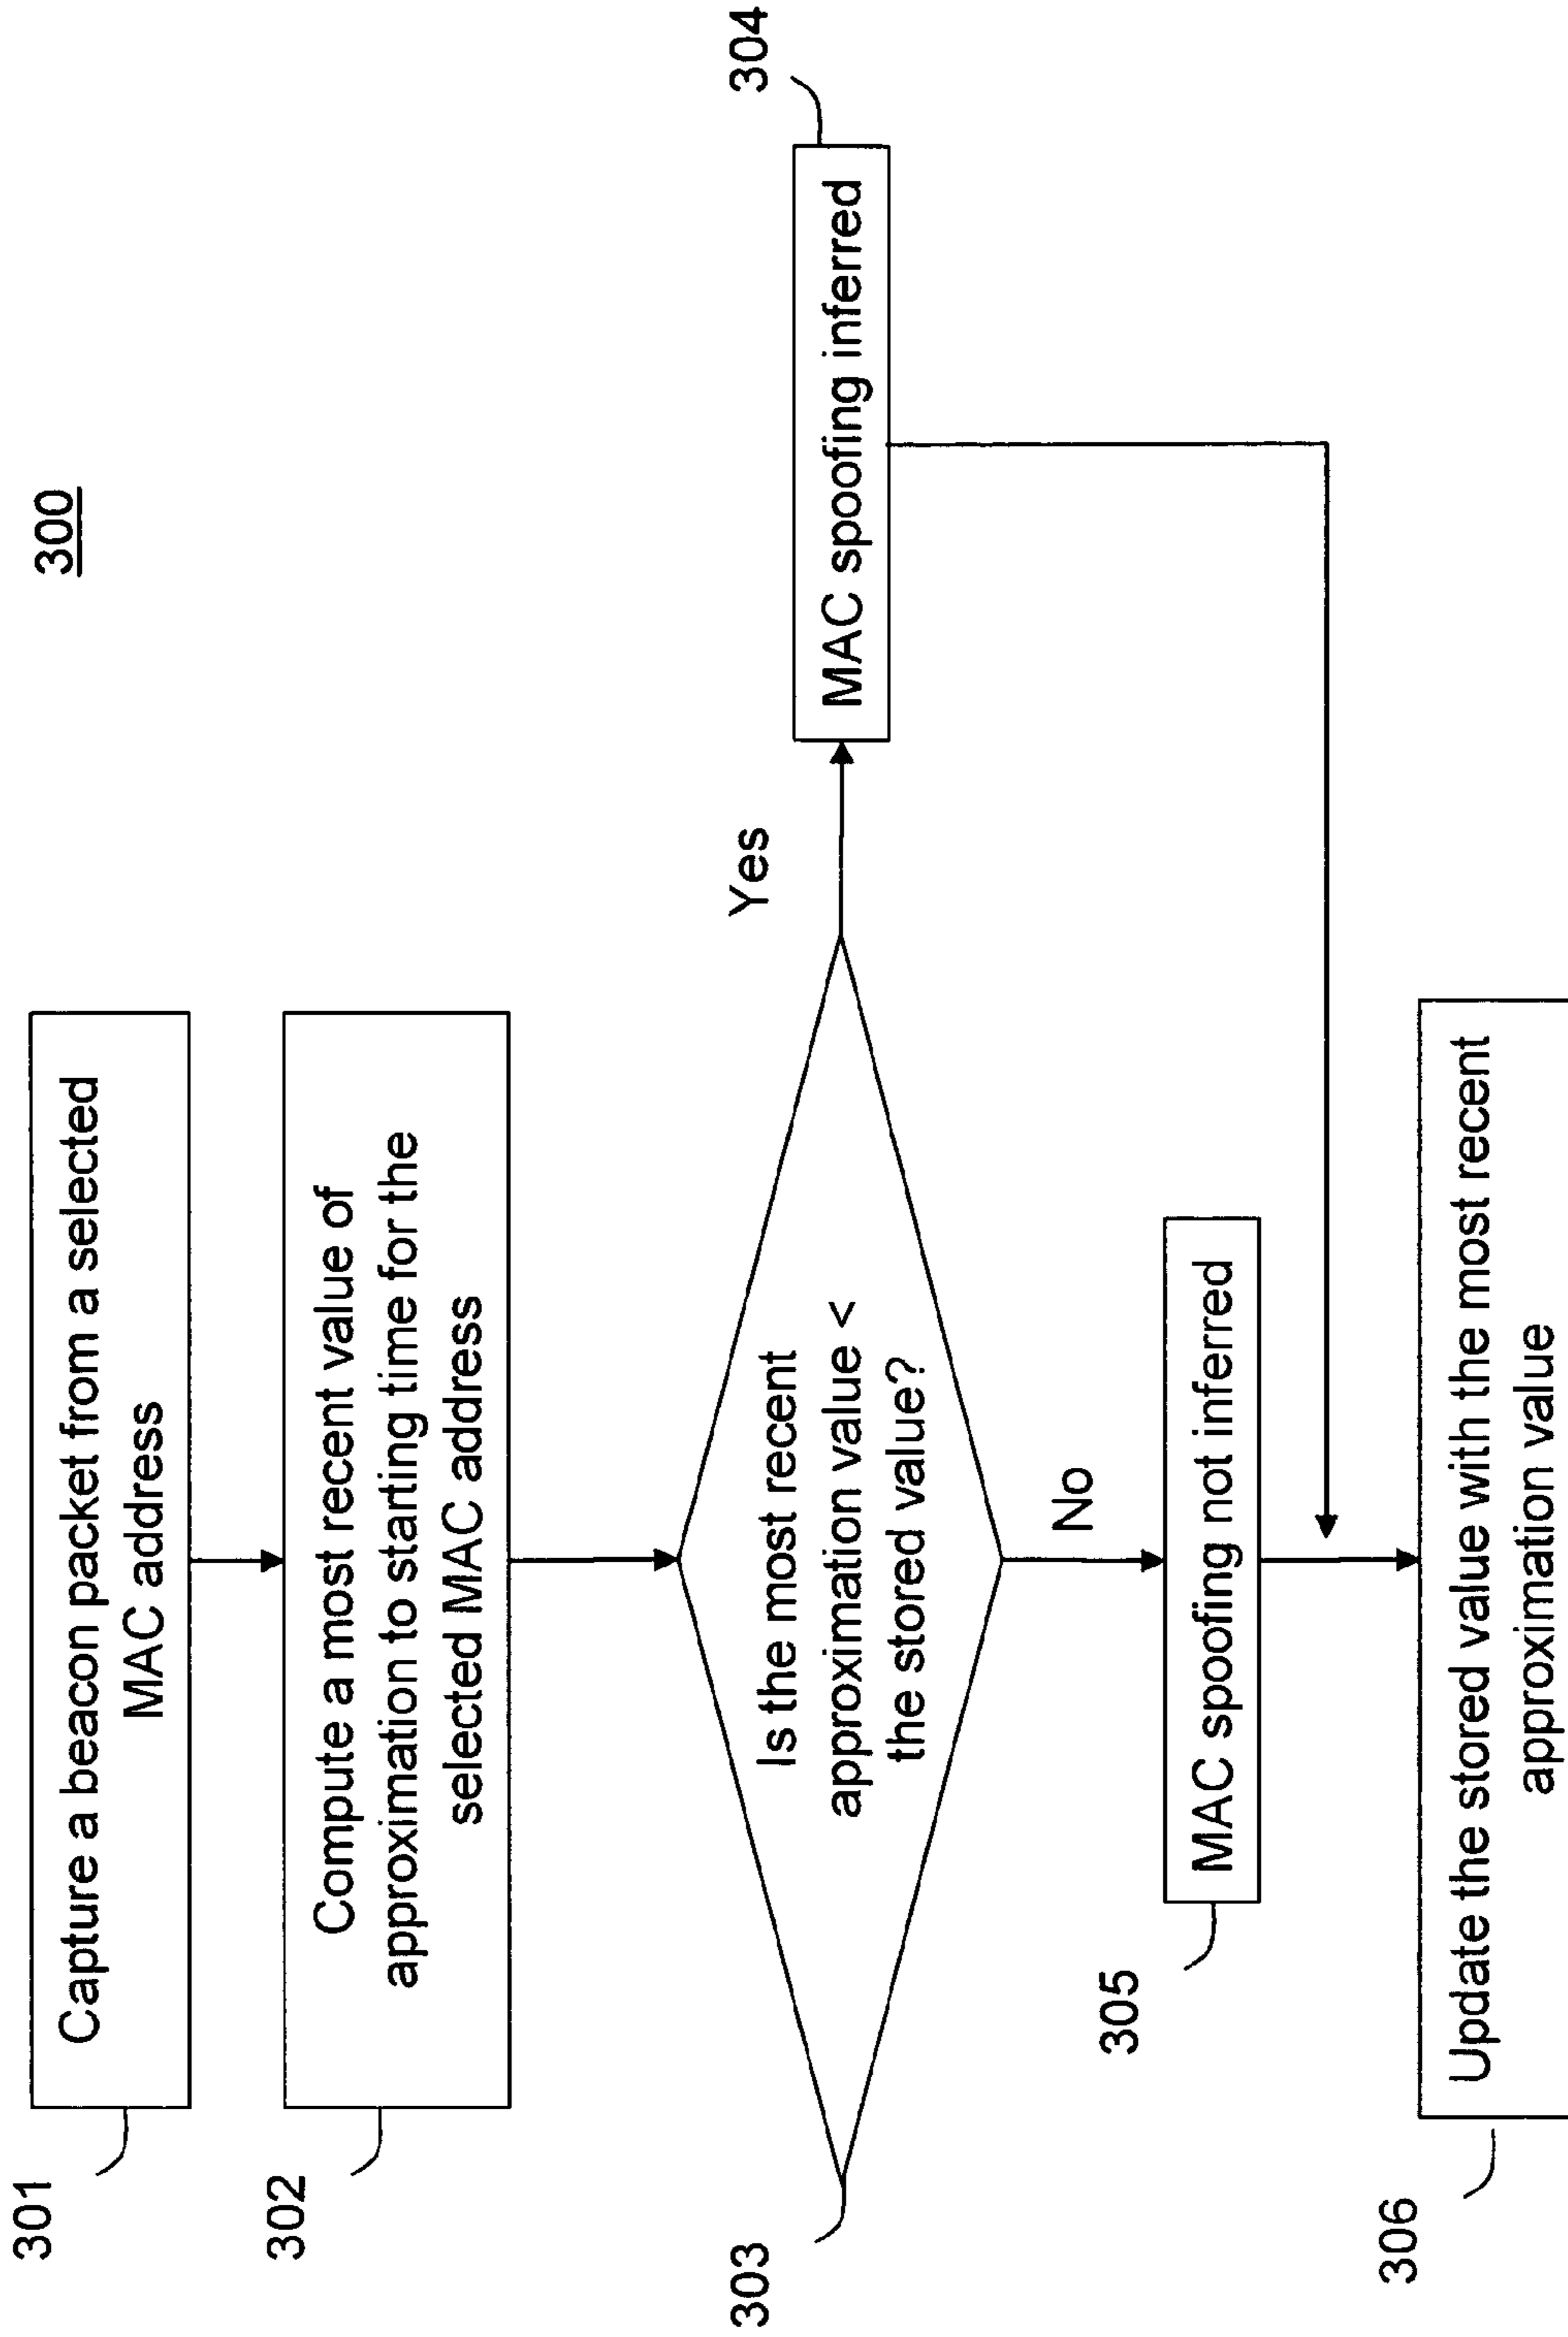 300
301
Capture a beacon packet from a selected
MAC address
302
Compute a most recent value of
approximation to starting time for the
selected MAC address
303
Is the most recent
approximation value <
the stored value?
Yes
304
MAC spoofing inferred
No
305
MAC spoofing not inferred
306
Update the stored value with the most recent
approximation value